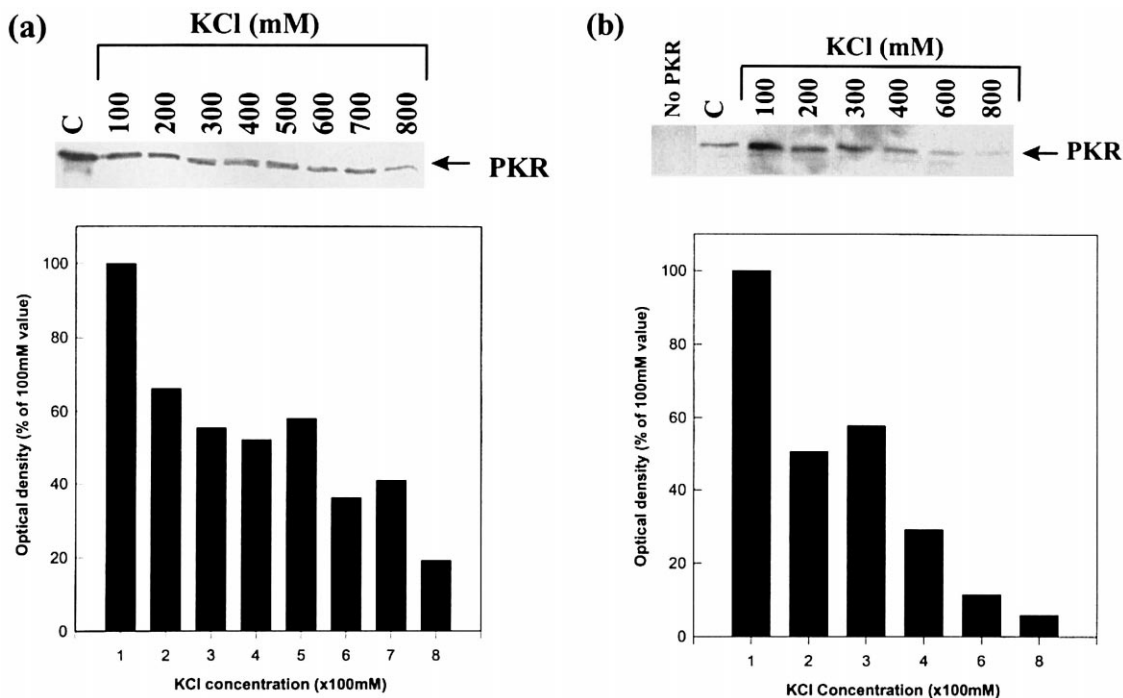 (a)
KCl (mM)
C 100 200 300 400 500 600 700 800
PKR
Optical density (% of 100mM value)
100
80
60
40
20
0
1 2 3 4 5 6 7 8
KCl concentration (x100mM)
(b)
KCl (mM)
No PKR C 100 200 300 400 600 800
PKR
Optical density (% of 100mM value)
100
80
60
40
20
0
1 2 3 4 6 8
KCl Concentration (x100mM)